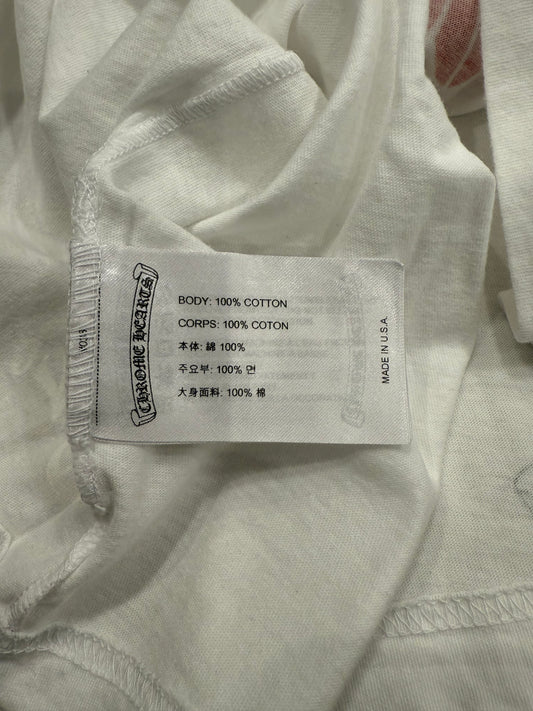 CHROME HEARTS
BODY: 100% COTTON
CORPS: 100% COTON
本体: 綿 100%
주요부: 100% 면
大身面料: 100% 棉
MADE IN U.S.A.